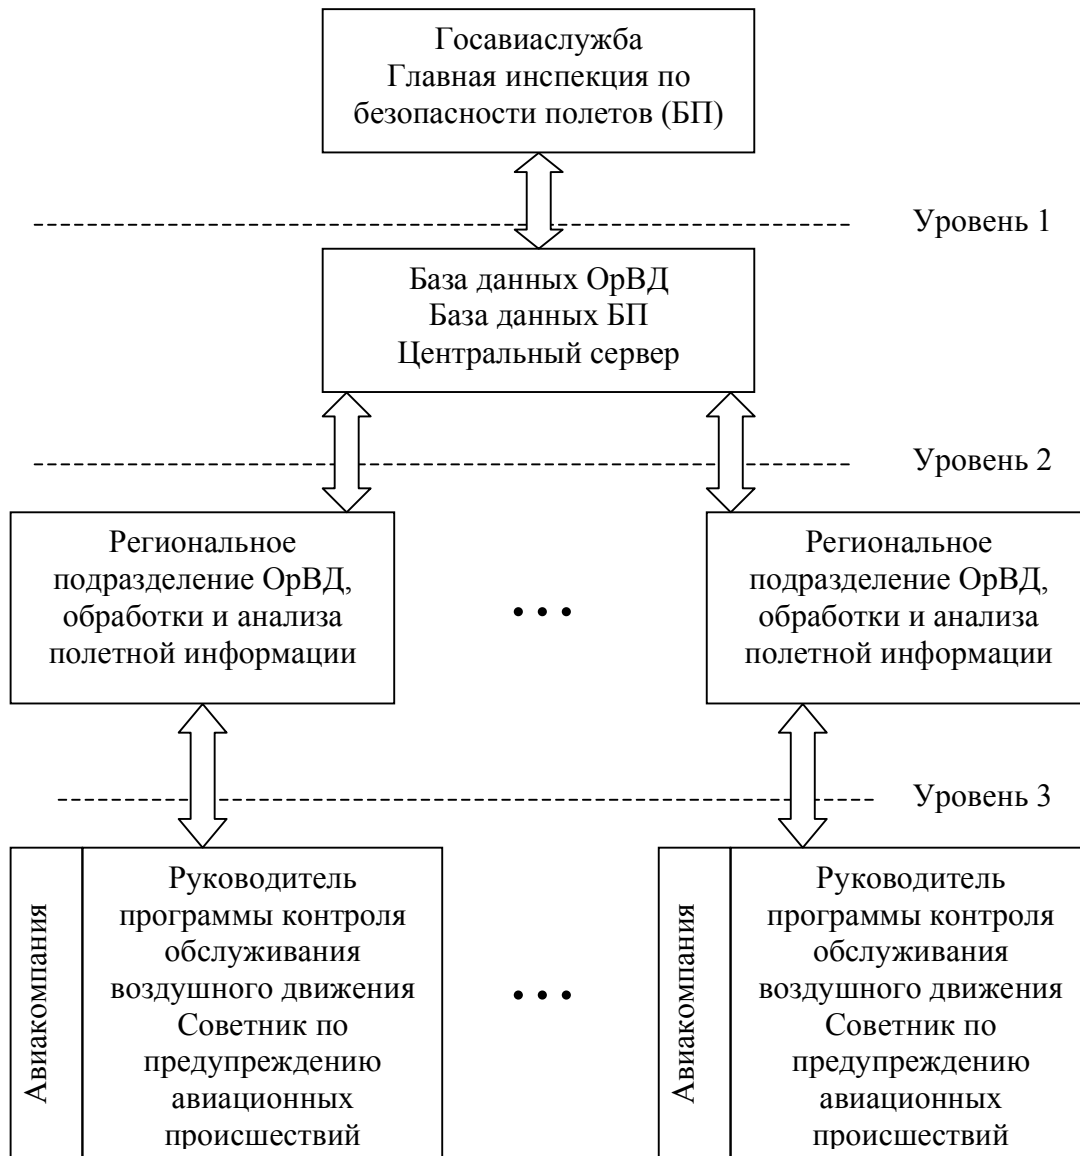 Госавиаслужба
Главная инспекция по
безопасности полетов (БП)
Уровень 1
База данных ОрВД
База данных БП
Центральный сервер
Уровень 2
Региональное
подразделение ОрВД,
обработки и анализа
полетной информации
• • •
Региональное
подразделение ОрВД,
обработки и анализа
полетной информации
Уровень 3
Авиакомпания
Руководитель
программы контроля
обслуживания
воздушного движения
Советник по
предупреждению
авиационных
происшествий
• • •
Авиакомпания
Руководитель
программы контроля
обслуживания
воздушного движения
Советник по
предупреждению
авиационных
происшествий